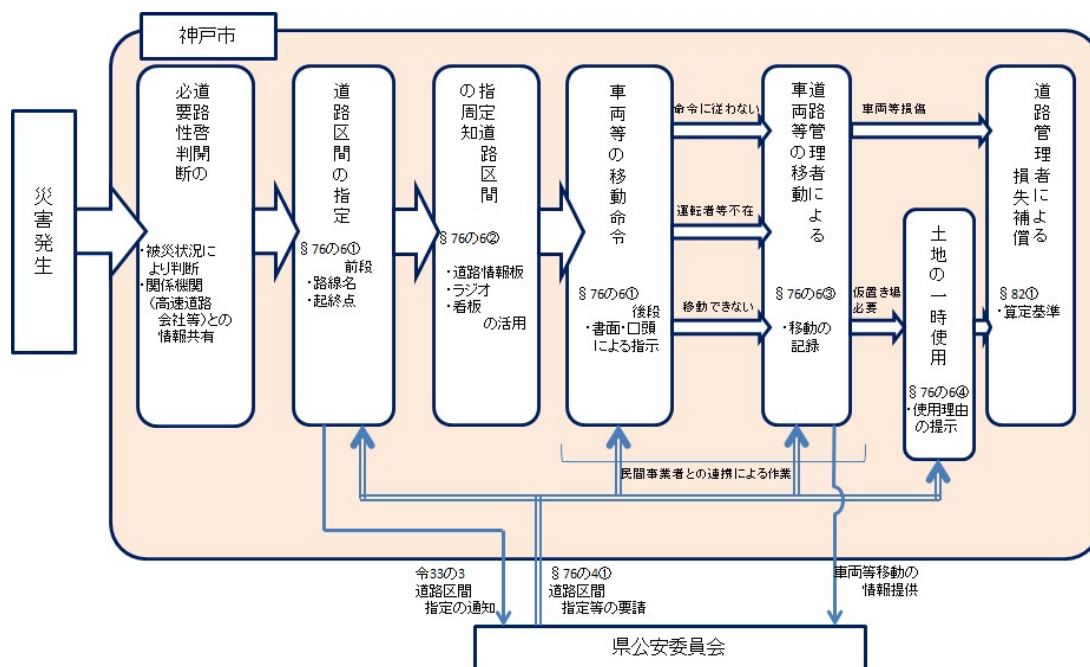 神戸市
災害発生
道路啓開の
必要性判断
・被災状況に
より判断
・関係機関
(高速道路
会社等)との
情報共有
道路区間の指定
§76の6①
前段
・路線名
・起終点
指定道路区間
の周知
§76の6②
・道路情報板
・ラジオ
・看板
の活用
車両等の移動命令
§76の6①
後段
・書面・口頭
による指示
命令に従わない
運転者等不在
移動できない
道路管理者による
車両等の移動
§76の6③
・移動の
記録
車両等損傷
仮置き場
必要
土地の一時使用
§76の6④
・使用理由
の提示
道路管理者による
損失補償
§82①
・算定基準
民間事業者との連携による作業
令33の3
道路区間
指定の通知
§76の4①
道路区間
指定等の要請
車両等移動の
情報提供
県公安委員会